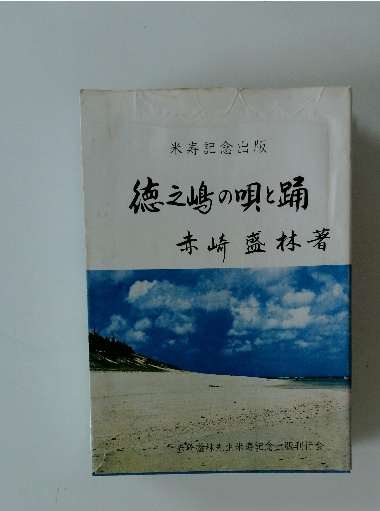 米寿記念出版
徳之嶋の唄と踊
赤崎盛林著
赤崎盛林先生米寿記念出版刊行会